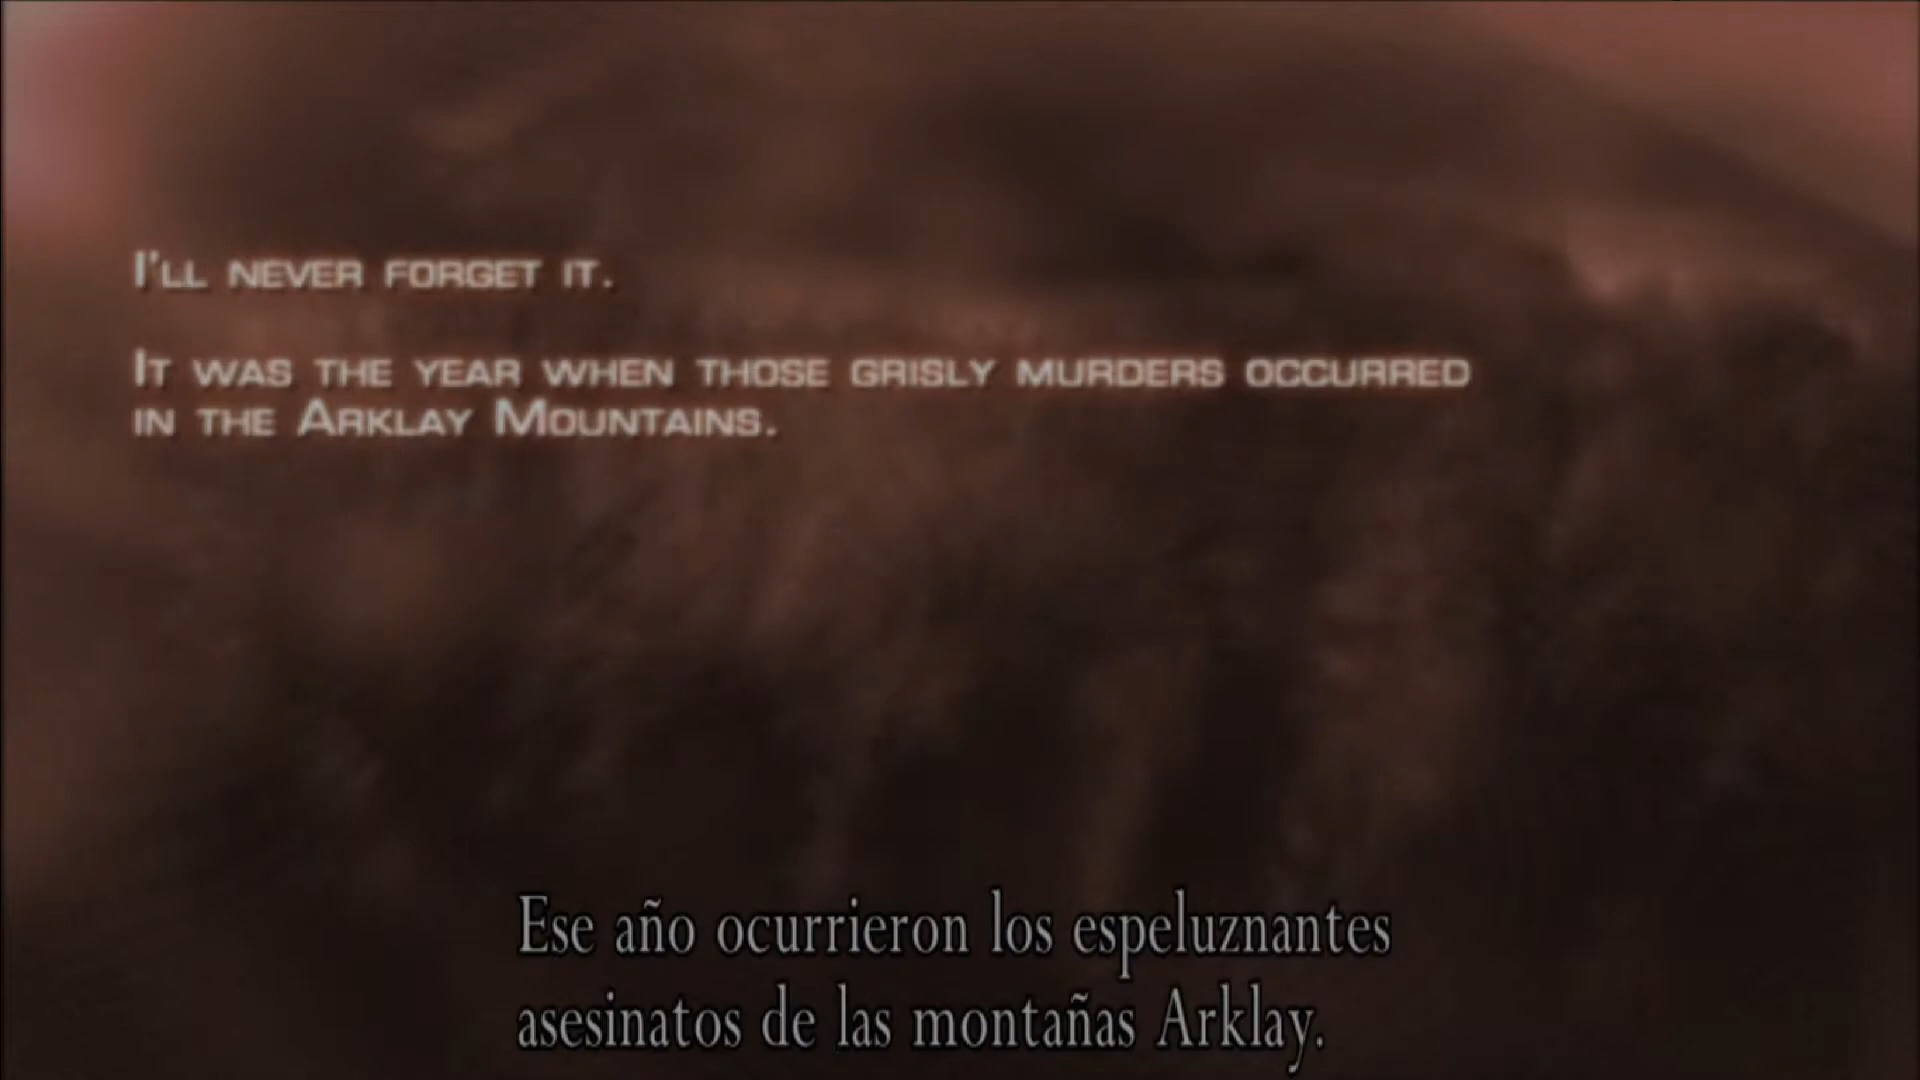 I'll never forget it.
It was the year when those grisly murders occurred
in the Arklay Mountains.
Ese año ocurrieron los espeluznantes
asesinatos de las montañas Arklay.